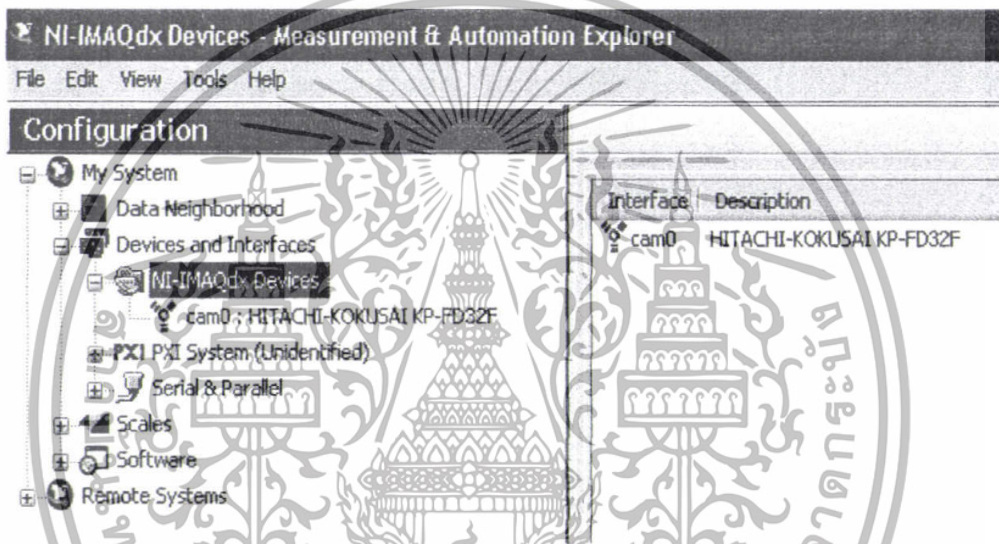 NI-IMAQdx Devices - Measurement & Automation Explorer
File Edit View Tools Help
Configuration
My System
Data Neighborhood
Devices and Interfaces
NI-IMAQdx Devices
cam0 : HITACHI-KOKUSAI KP-FD32F
PXI PXI System (Unidentified)
Serial & Parallel
Scales
Software
Remote Systems
Interface Description
cam0 HITACHI-KOKUSAI KP-FD32F